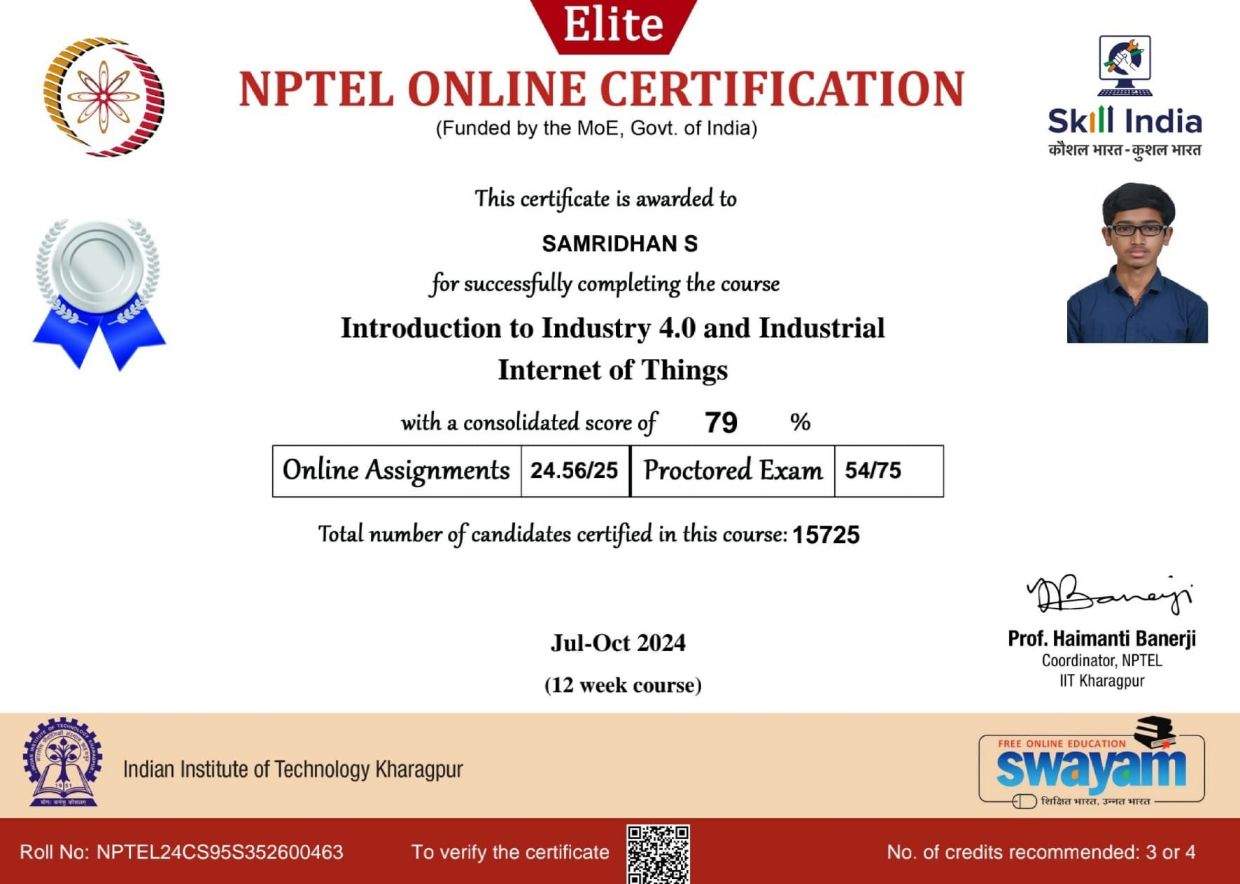 Elite
NPTEL ONLINE CERTIFICATION
(Funded by the MoE, Govt. of India)
Skill India
कौशल भारत - कुशल भारत
This certificate is awarded to
SAMRIDHAN S
for successfully completing the course
Introduction to Industry 4.0 and Industrial
Internet of Things
with a consolidated score of 79 %
Online Assignments 24.56/25 Proctored Exam 54/75
Total number of candidates certified in this course: 15725
Jul-Oct 2024
(12 week course)
Prof. Haimanti Banerji
Coordinator, NPTEL
IIT Kharagpur
Indian Institute of Technology Kharagpur
FREE ONLINE EDUCATION
swayam
शिक्षित भारत, उन्नत भारत
Roll No: NPTEL24CS95S352600463 To verify the certificate No. of credits recommended: 3 or 4